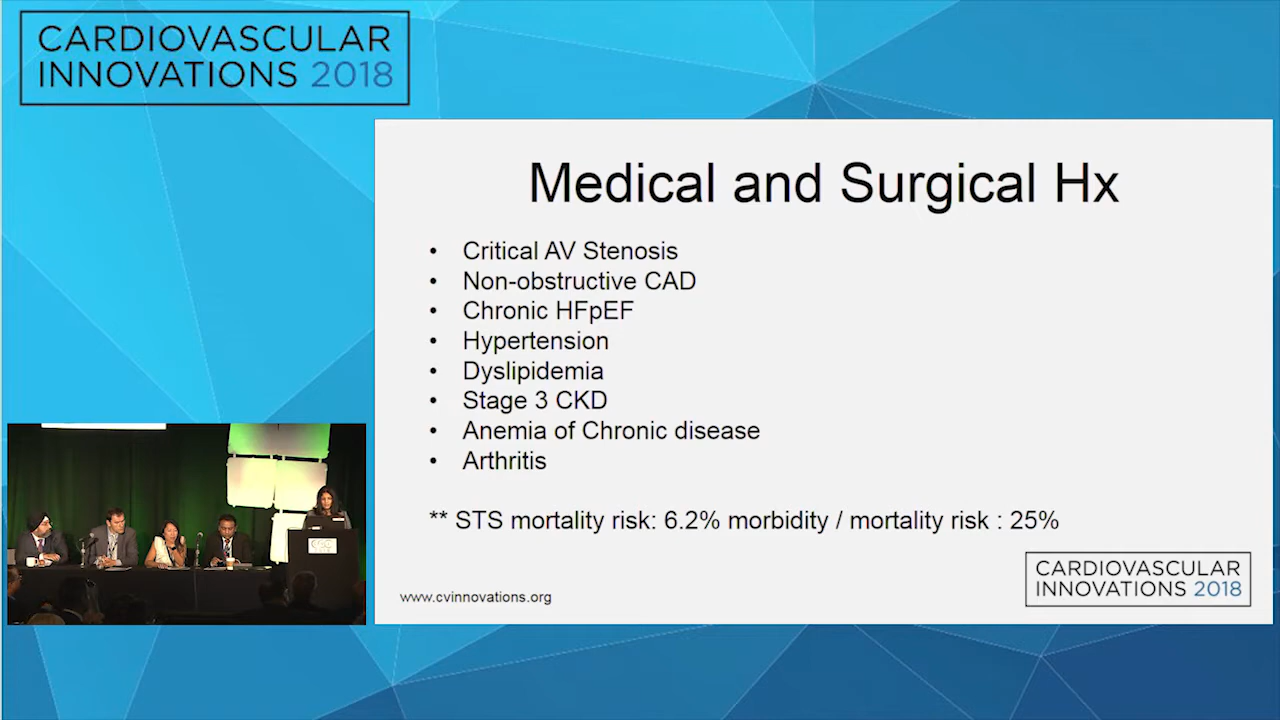 CARDIOVASCULAR
INNOVATIONS 2018
Medical and Surgical Hx
• Critical AV Stenosis
• Non-obstructive CAD
• Chronic HFpEF
• Hypertension
• Dyslipidemia
• Stage 3 CKD
• Anemia of Chronic disease
• Arthritis
** STS mortality risk: 6.2% morbidity / mortality risk : 25%
www.cvinnovations.org
CARDIOVASCULAR
INNOVATIONS 2018